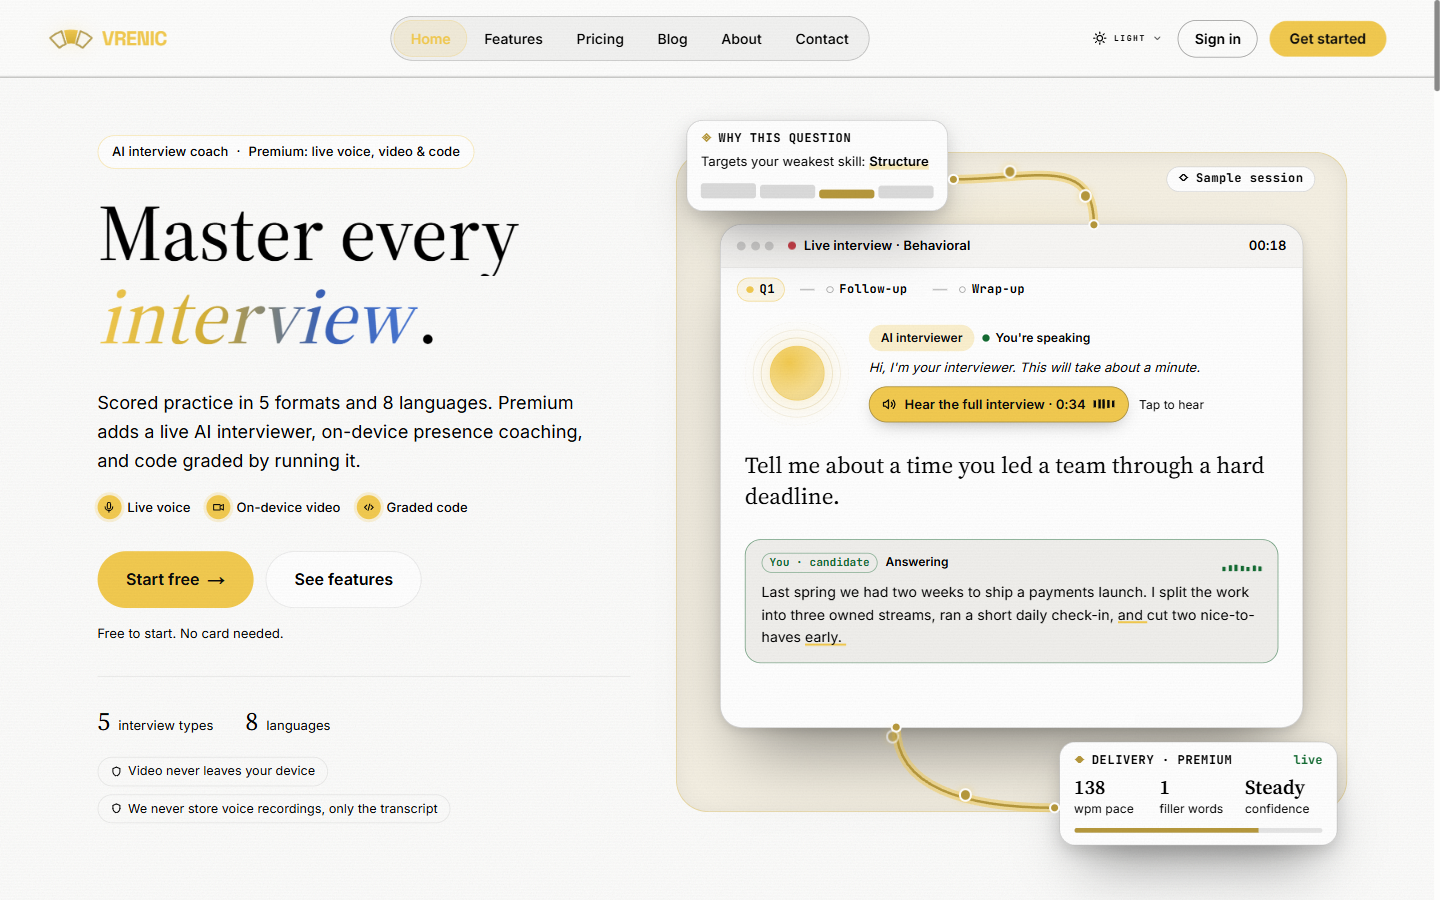 VRENIC
Home Features Pricing Blog About Contact
LIGHT
Sign in
Get started
AI interview coach · Premium: live voice, video & code
Master every
interview.
Scored practice in 5 formats and 8 languages. Premium
adds a live AI interviewer, on-device presence coaching,
and code graded by running it.
Live voice On-device video Graded code
Start free →
See features
Free to start. No card needed.
5 interview types 8 languages
Video never leaves your device
We never store voice recordings, only the transcript
WHY THIS QUESTION
Targets your weakest skill: Structure
Sample session
Live interview · Behavioral 00:18
Q1 Follow-up Wrap-up
AI interviewer You're speaking
Hi, I'm your interviewer. This will take about a minute.
Hear the full interview · 0:34 Tap to hear
Tell me about a time you led a team through a hard
deadline.
You · candidate Answering
Last spring we had two weeks to ship a payments launch. I split the work
into three owned streams, ran a short daily check-in, and cut two nice-to-
haves early.
DELIVERY · PREMIUM live
138 1 Steady
wpm pace filler words confidence